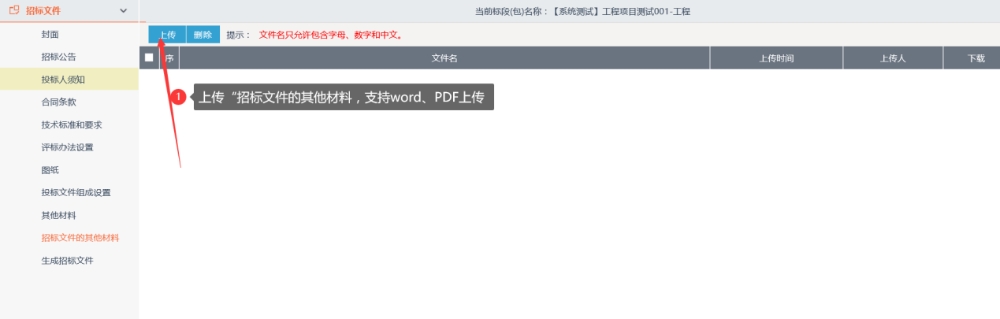 招标文件
当前标段(包)名称：【系统测试】工程项目测试001-工程
封面
上传 删除 提示： 文件名只允许包含字母、数字和中文。
招标公告
序 文件名 上传时间 上传人 下载
投标人须知
1 上传“招标文件的其他材料，支持word、PDF上传
合同条款
技术标准和要求
评标办法设置
图纸
投标文件组成设置
其他材料
招标文件的其他材料
生成招标文件